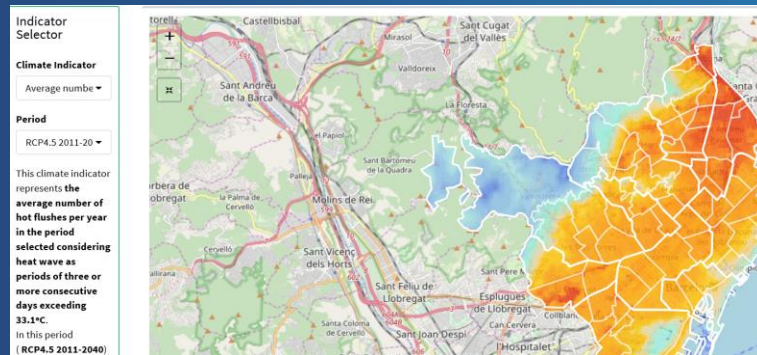 Indicator
Selector
Climate Indicator
Average numbe
Period
RCP4.5 2011-20
This climate indicator
represents the
average number of
hot flushes per year
in the period
selected considering
heat wave as
periods of three or
more consecutive
days exceeding
33.1°C.
In this period
( RCP4.5 2011-2040)
+
−
Castellbisbal
Mirasol
Sant Cugat
del Vallès
Valldoreix
Sant Andreu
de la Barca
La Floresta
el Papiol
Sant Bartomeu
de la Quadra
Pallejà
la Palma de
Cervelló
Molins de Rei
Cervelló
Sant Vicenç
dels Horts
Sant Pere M
Sant Feliu de
Llobregat
Esplugues
de Llobregat
Collblanc
Santa Coloma
de Cervelló
Can Cervera
Sant Joan Despí
l'Hospitalet